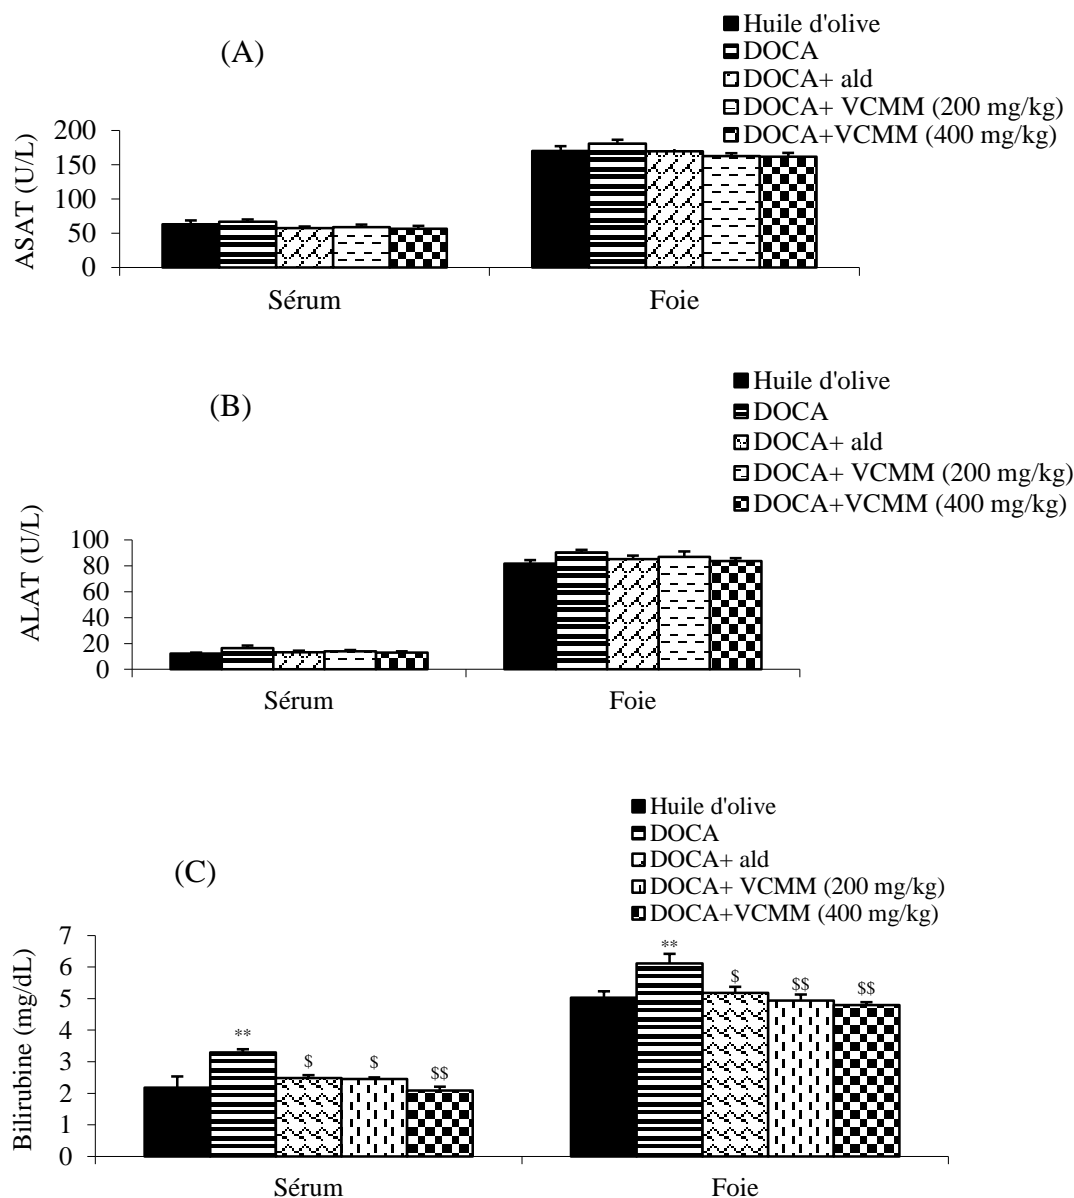 (A)
Huile d'olive
DOCA
DOCA+ ald
DOCA+ VCMM (200 mg/kg)
DOCA+VCMM (400 mg/kg)
ASAT (U/L)
200
150
100
50
0
Sérum
Foie
(B)
Huile d'olive
DOCA
DOCA+ ald
DOCA+ VCMM (200 mg/kg)
DOCA+VCMM (400 mg/kg)
ALAT (U/L)
100
80
60
40
20
0
Sérum
Foie
(C)
Huile d'olive
DOCA
DOCA+ ald
DOCA+ VCMM (200 mg/kg)
DOCA+VCMM (400 mg/kg)
Bilirubine (mg/dL)
7
6
5
4
3
2
1
0
** $ $ $$
** $ $$ $$
Sérum
Foie